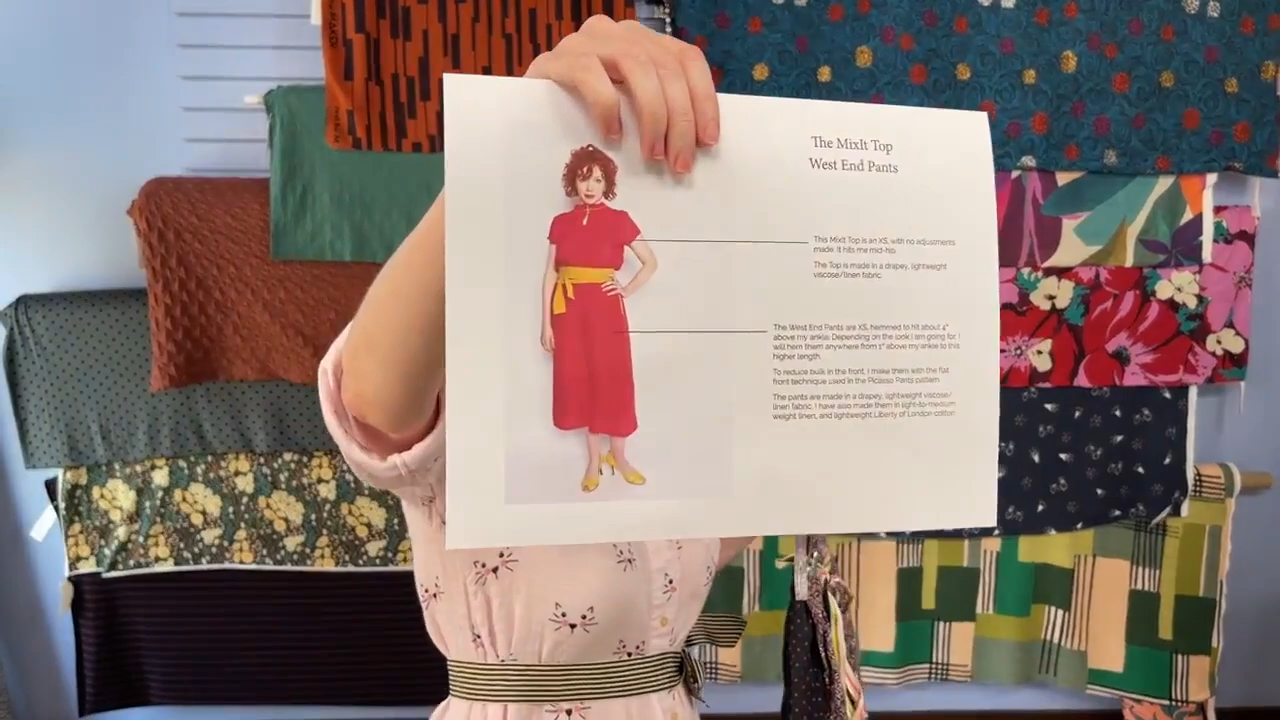 The MixIt Top
West End Pants
This MixIt Top is an XS, with no adjustments
made. It hits me mid-hip.
The Top is made in a drapey, lightweight
viscose/linen fabric.
The West End Pants are XS, hemmed to hit about 4"
above my ankle. Depending on the look I am going for, I
will hem them anywhere from 1" above my ankle to this
higher length.
To reduce bulk in the front, I make them with the flat
front technique used in the Picasso Pants pattern.
The pants are made in a drapey, lightweight viscose/
linen fabric. I have also made them in light-to-medium
weight linen, and lightweight Liberty of London cotton.